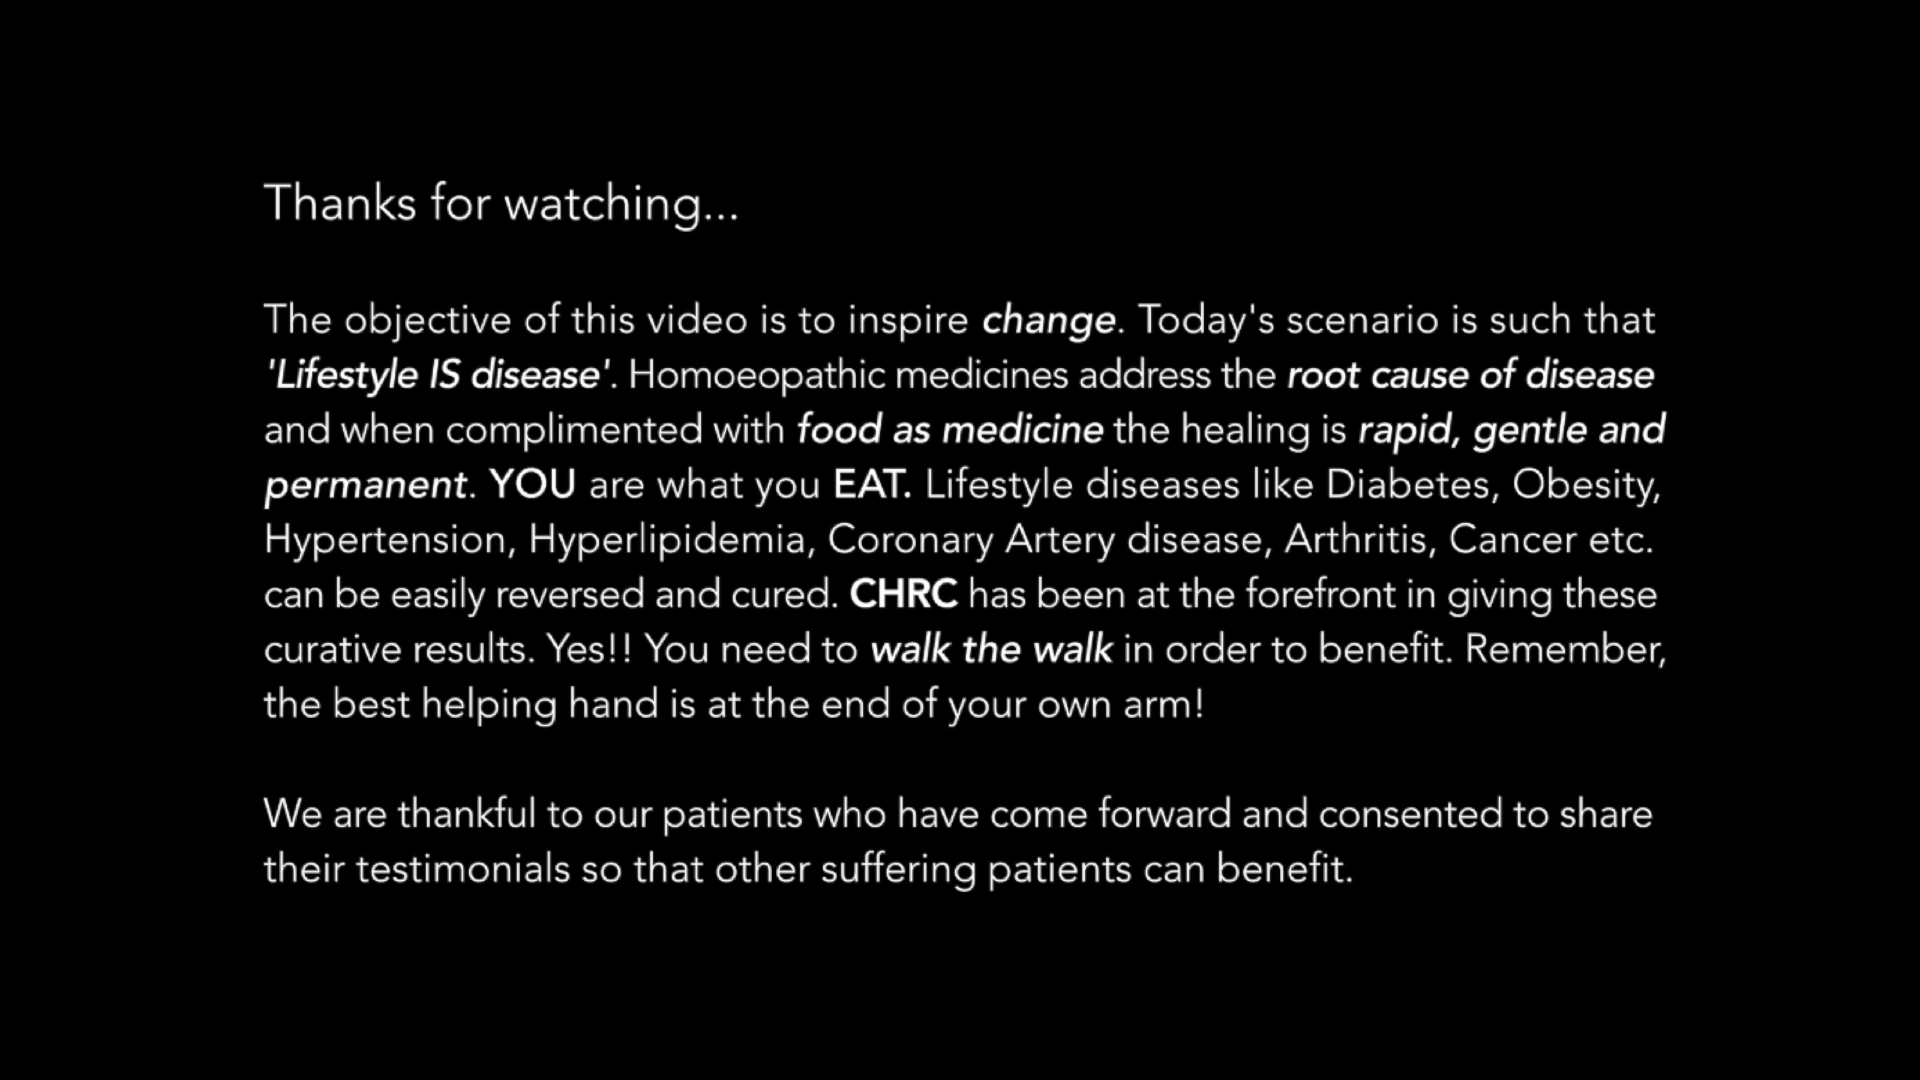 Thanks for watching...
The objective of this video is to inspire change. Today's scenario is such that
'Lifestyle IS disease'. Homoeopathic medicines address the root cause of disease
and when complimented with food as medicine the healing is rapid, gentle and
permanent. YOU are what you EAT. Lifestyle diseases like Diabetes, Obesity,
Hypertension, Hyperlipidemia, Coronary Artery disease, Arthritis, Cancer etc.
can be easily reversed and cured. CHRC has been at the forefront in giving these
curative results. Yes!! You need to walk the walk in order to benefit. Remember,
the best helping hand is at the end of your own arm!
We are thankful to our patients who have come forward and consented to share
their testimonials so that other suffering patients can benefit.